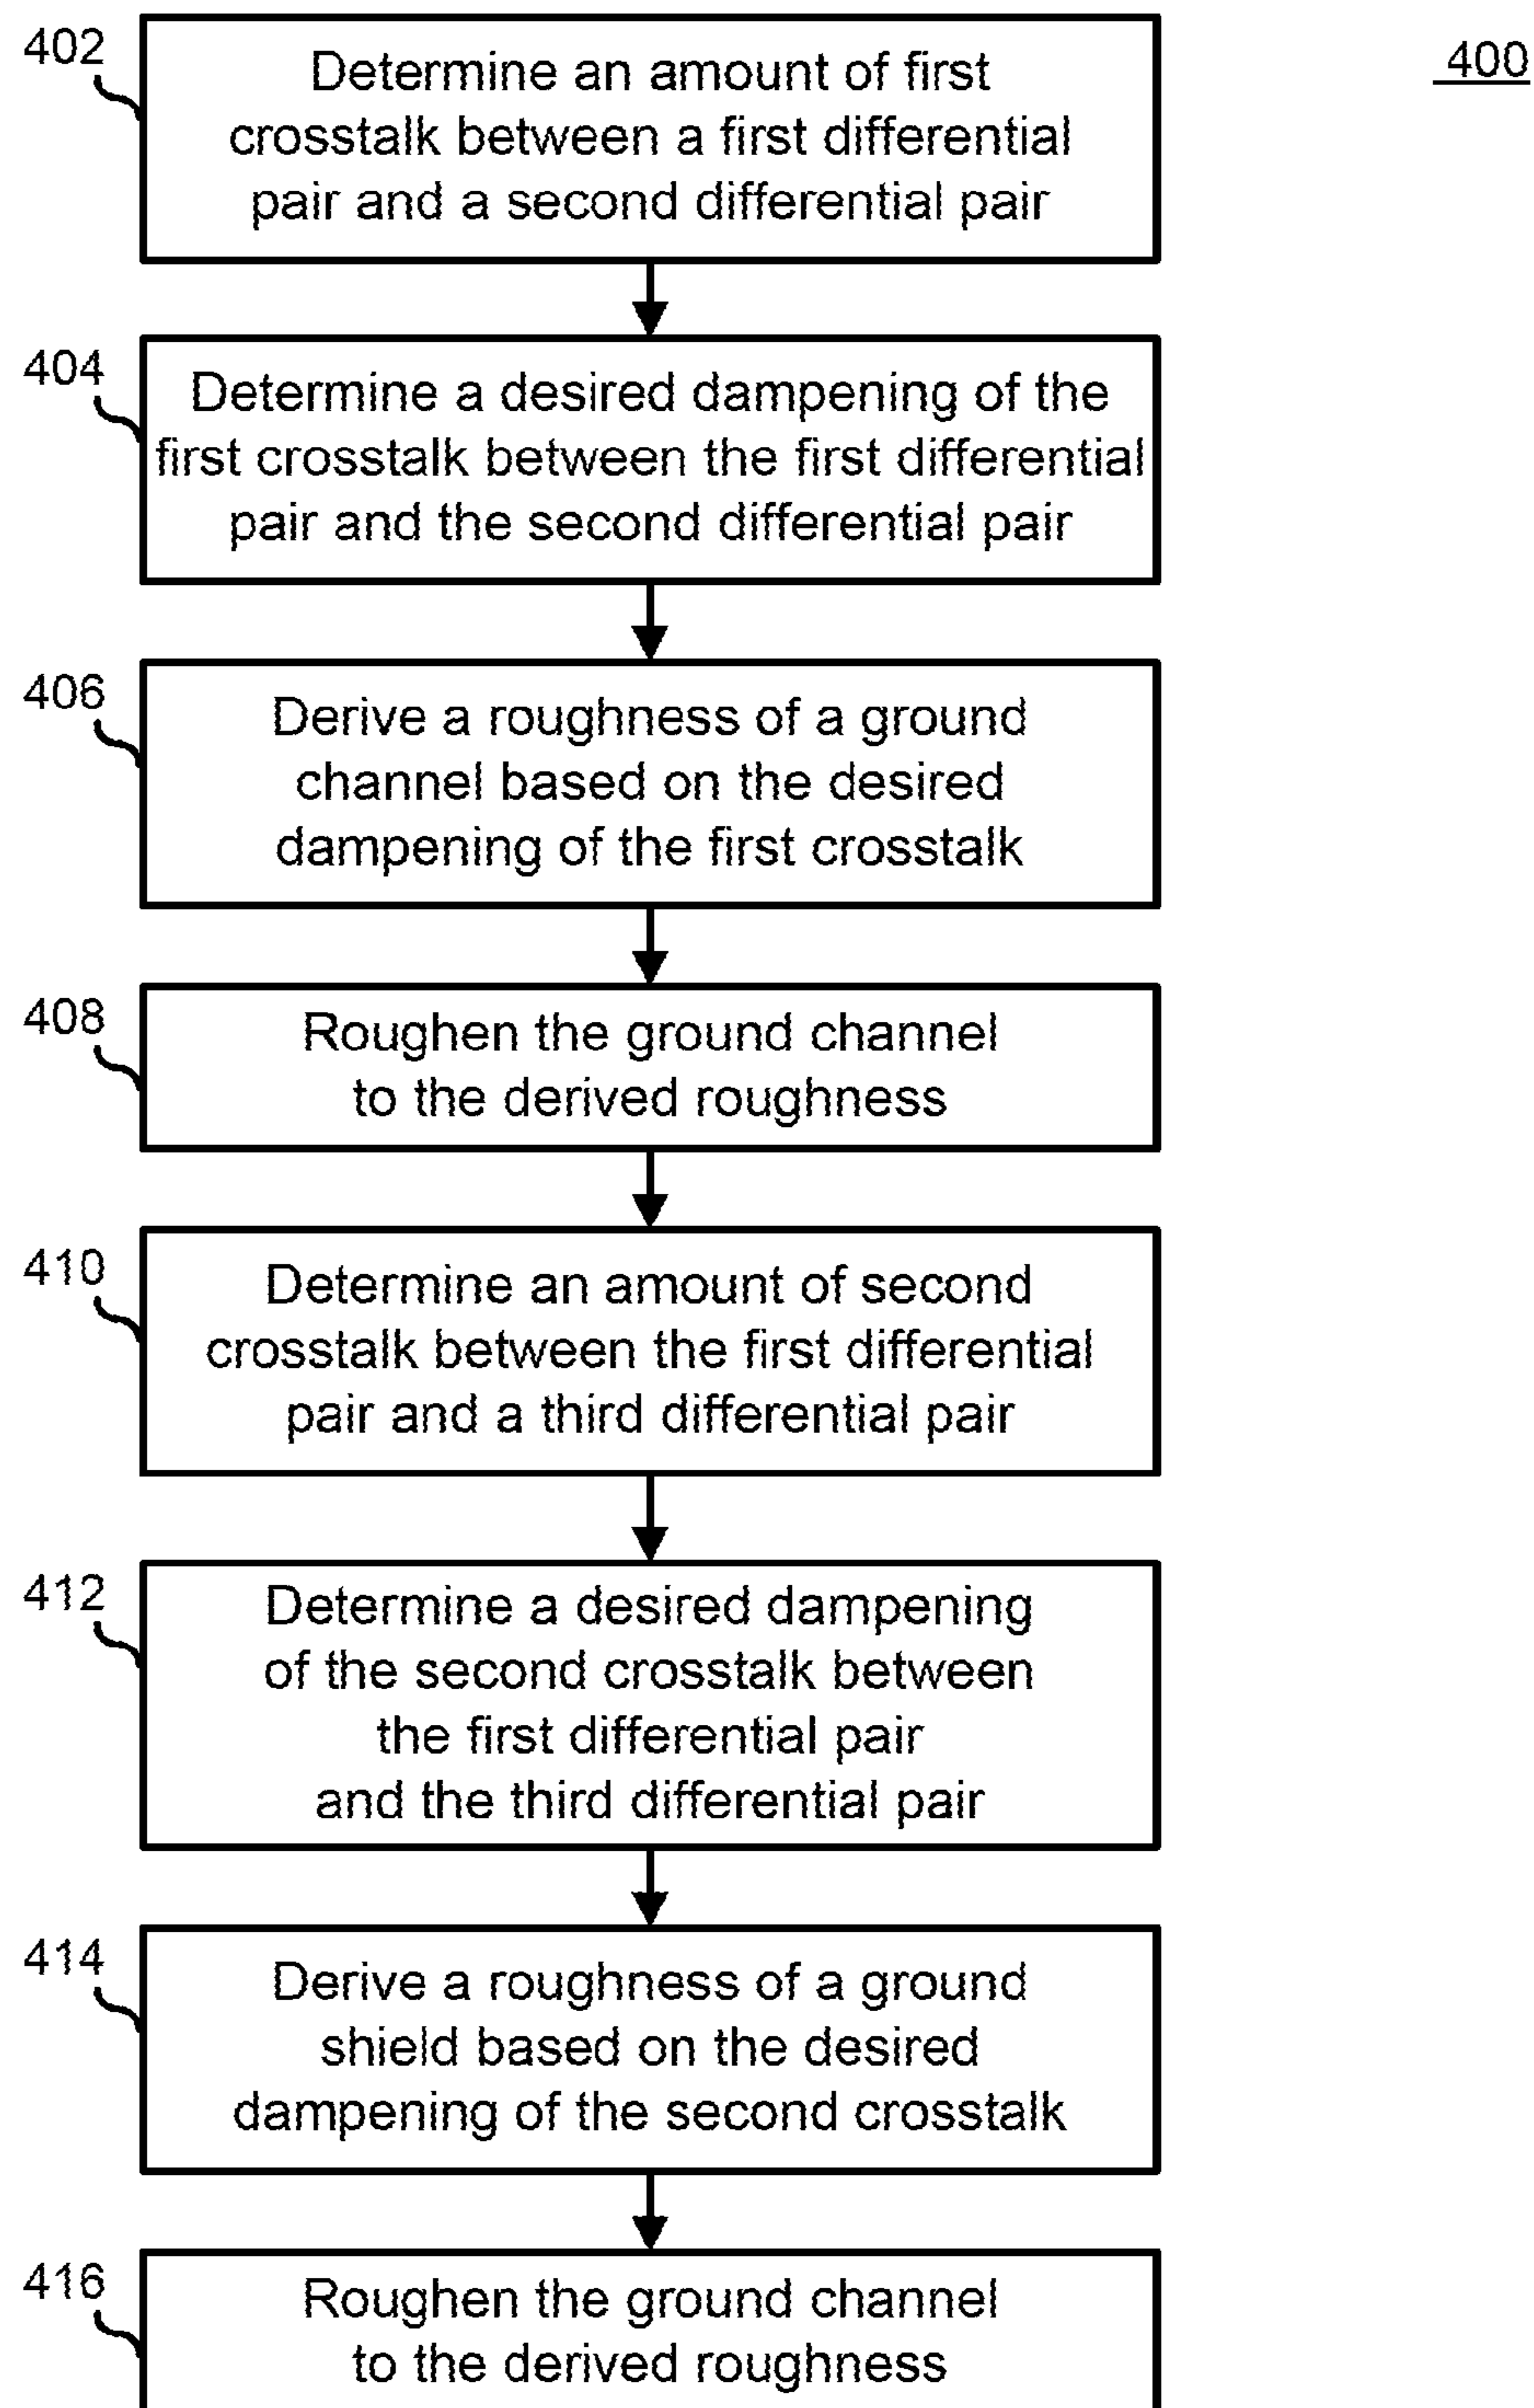 400
402
Determine an amount of first
crosstalk between a first differential
pair and a second differential pair
404
Determine a desired dampening of the
first crosstalk between the first differential
pair and the second differential pair
406
Derive a roughness of a ground
channel based on the desired
dampening of the first crosstalk
408
Roughen the ground channel
to the derived roughness
410
Determine an amount of second
crosstalk between the first differential
pair and a third differential pair
412
Determine a desired dampening
of the second crosstalk between
the first differential pair
and the third differential pair
414
Derive a roughness of a ground
shield based on the desired
dampening of the second crosstalk
416
Roughen the ground channel
to the derived roughness